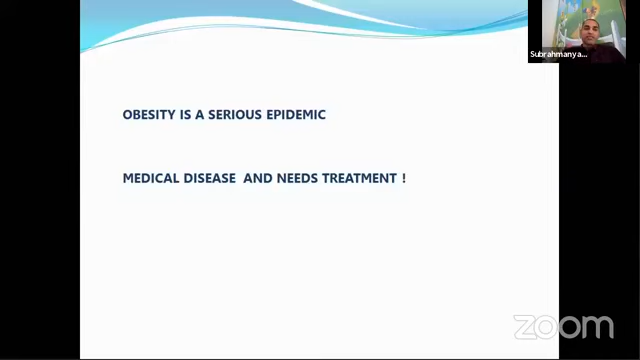 Subrahmanya...
OBESITY IS A SERIOUS EPIDEMIC
MEDICAL DISEASE AND NEEDS TREATMENT !
zoom